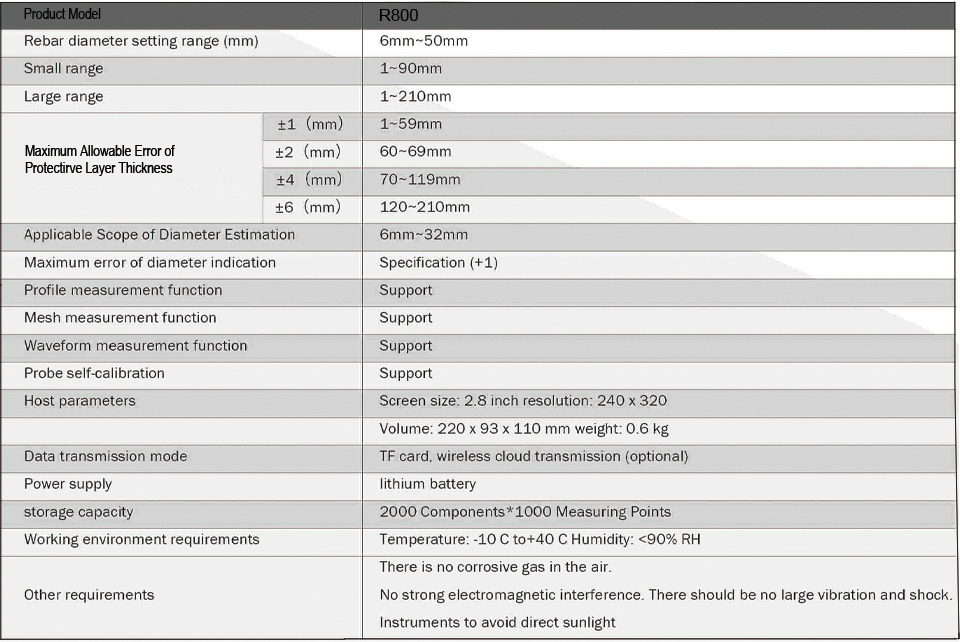 Product Model R800
Rebar diameter setting range (mm) 6mm~50mm
Small range 1~90mm
Large range 1~210mm
Maximum Allowable Error of
Protectirve Layer Thickness
±1 (mm) 1~59mm
±2 (mm) 60~69mm
±4 (mm) 70~119mm
±6 (mm) 120~210mm
Applicable Scope of Diameter Estimation 6mm~32mm
Maximum error of diameter indication Specification (+1)
Profile measurement function Support
Mesh measurement function Support
Waveform measurement function Support
Probe self-calibration Support
Host parameters Screen size: 2.8 inch resolution: 240 x 320
Volume: 220 x 93 x 110 mm weight: 0.6 kg
Data transmission mode TF card, wireless cloud transmission (optional)
Power supply lithium battery
storage capacity 2000 Components*1000 Measuring Points
Working environment requirements Temperature: -10 C to+40 C Humidity: <90% RH
Other requirements
There is no corrosive gas in the air.
No strong electromagnetic interference. There should be no large vibration and shock.
Instruments to avoid direct sunlight